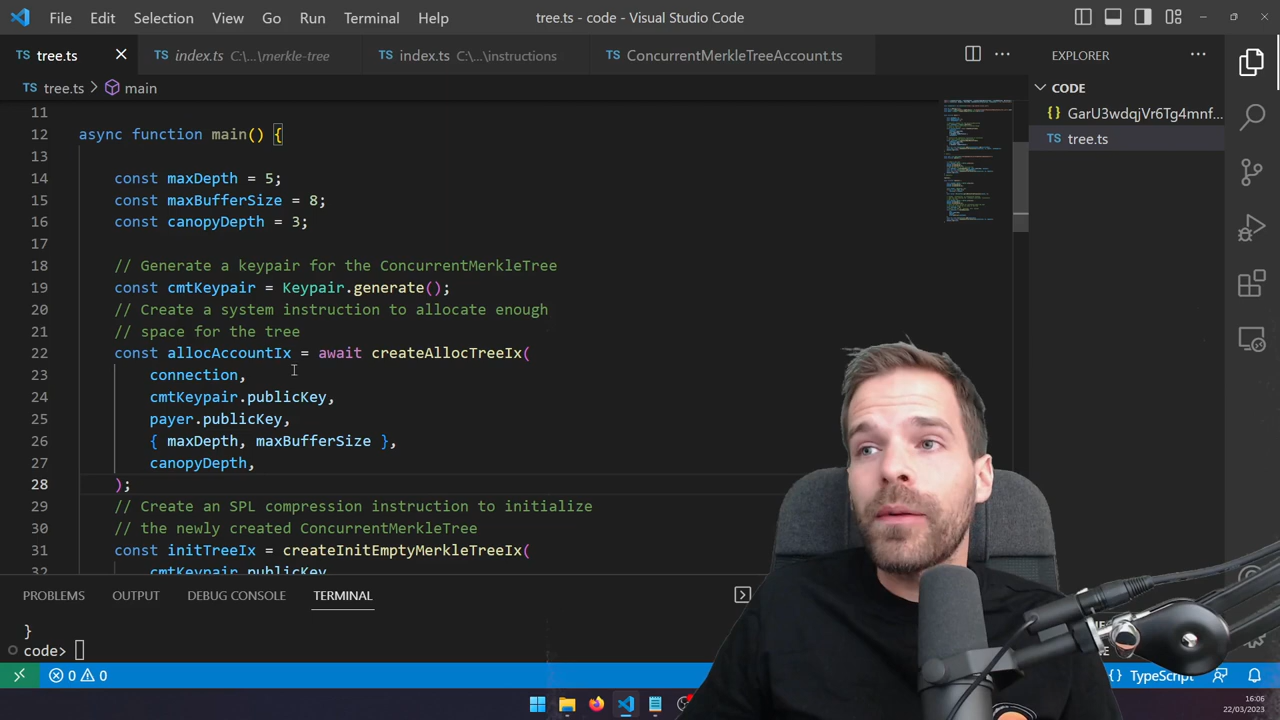 File Edit Selection View Go Run Terminal Help
tree.ts - code - Visual Studio Code
TS tree.ts
TS index.ts C:\...\merkle-tree
TS index.ts C:\...\instructions
TS ConcurrentMerkleTreeAccount.ts
EXPLORER
TS tree.ts > main
CODE
{} GarU3wdqjVr6Tg4mnf...
TS tree.ts
11
12 async function main() {
13
14 const maxDepth = 5;
15 const maxBufferSize = 8;
16 const canopyDepth = 3;
17
18 // Generate a keypair for the ConcurrentMerkleTree
19 const cmtKeypair = Keypair.generate();
20 // Create a system instruction to allocate enough
21 // space for the tree
22 const allocAccountIx = await createAllocTreeIx(
23 connection,
24 cmtKeypair.publicKey,
25 payer.publicKey,
26 { maxDepth, maxBufferSize },
27 canopyDepth,
28 );
29 // Create an SPL compression instruction to initialize
30 // the newly created ConcurrentMerkleTree
31 const initTreeIx = createInitEmptyMerkleTreeIx(
32 cmtKeypair.publicKey
PROBLEMS OUTPUT DEBUG CONSOLE TERMINAL
}
code>
0 0
{} TypeScript
16:06
22/03/2023